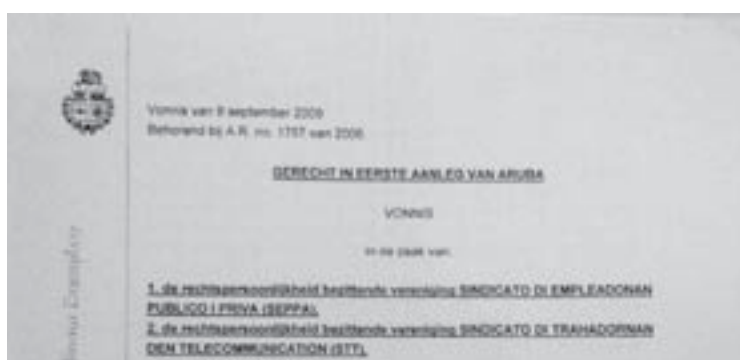 Vonnis van 9 september 2009
Behorend bij A.R. no. 1757 van 2006.
GERECHT IN EERSTE AANLEG VAN ARUBA
VONNIS
in de zaak van:
1. de rechtspersoonlijkheid bezittende vereniging SINDICATO DI EMPLEADONAN
PUBLICO I PRIVA (SEPPA),
2. de rechtspersoonlijkheid bezittende vereniging SINDICATO DI TRAHADORNAN
DEN TELECOMMUNICATION (STT),